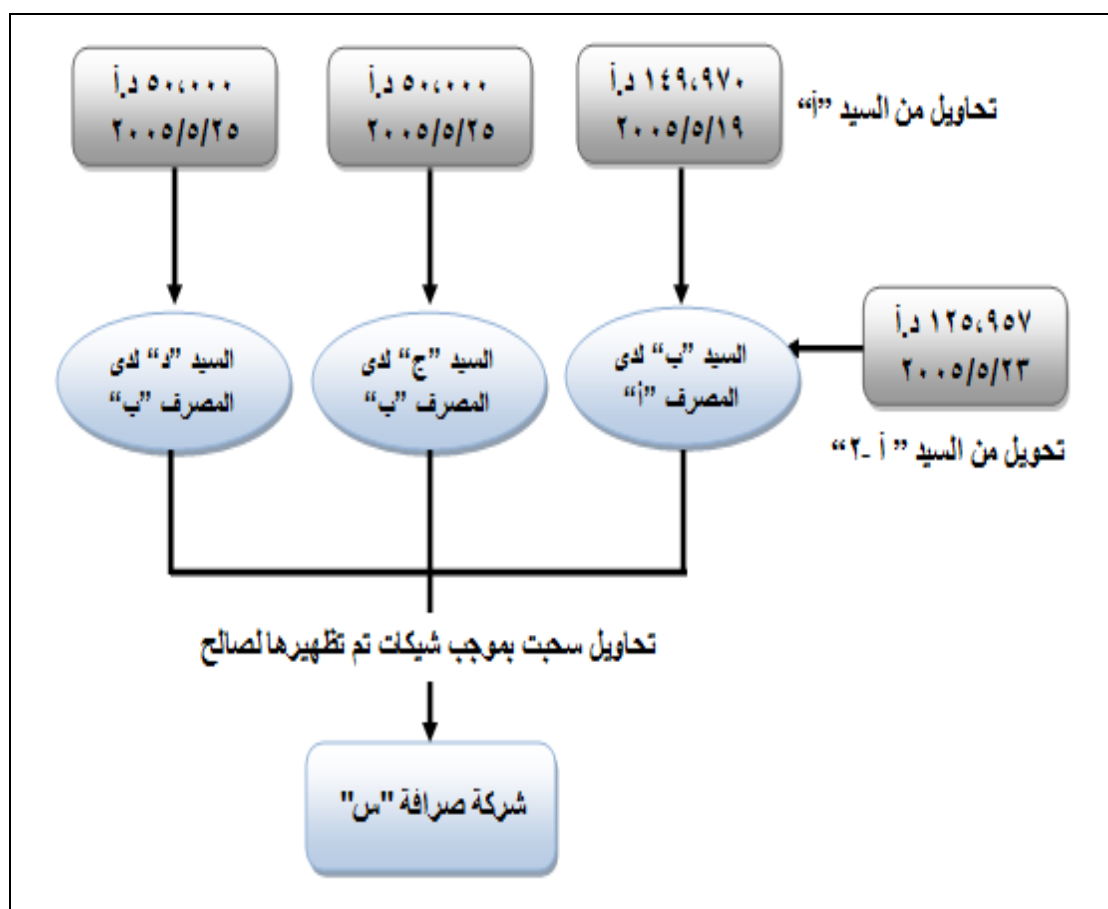 تحاويل من السيد ”أ“
١٤٩،٩٧٠ د.أ
٢٠٠٥/٥/١٩
٥٠،٠٠٠ د.أ
٢٠٠٥/٥/٢٥
٥٠،٠٠٠ د.أ
٢٠٠٥/٥/٢٥
١٢٥،٩٥٧ د.أ
٢٠٠٥/٥/٢٣
تحويل من السيد ” أ -٢“
السيد ”ب“ لدى
المصرف ”أ“
السيد ”ج“ لدى
المصرف ”ب“
السيد ”د“ لدى
المصرف ”ب“
تحاويل سحبت بموجب شيكات تم تظهيرها لصالح
شركة صرافة "س"